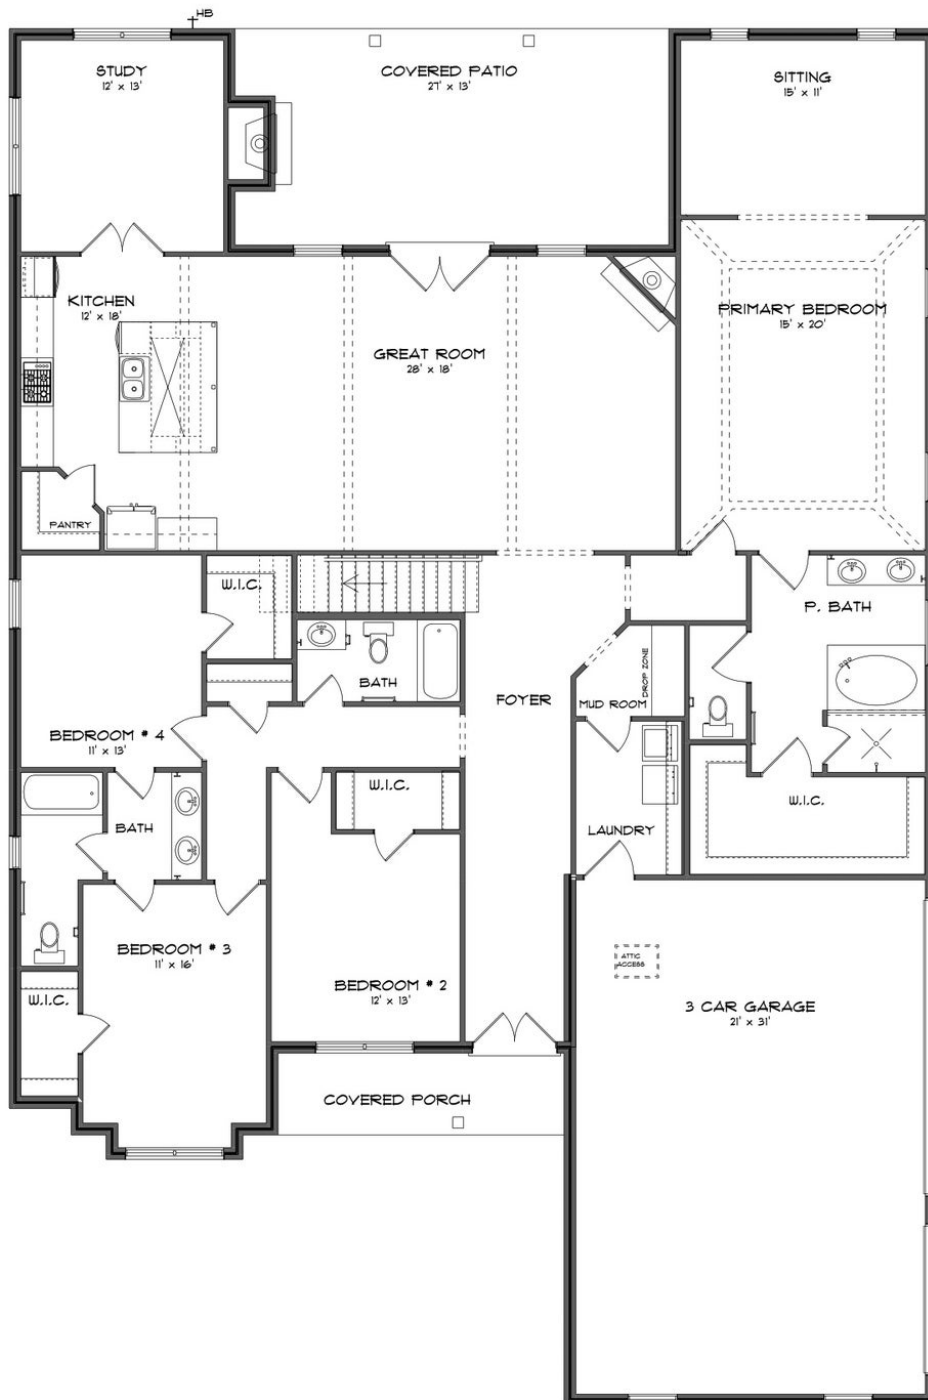 HB
STUDY
12' x 13'
COVERED PATIO
27' x 13'
SITTING
15' x 11'
KITCHEN
12' x 18'
PRIMARY BEDROOM
15' x 20'
GREAT ROOM
28' x 18'
PANTRY
W.I.C.
P. BATH
BATH
DROP ZONE
FOYER
MUD ROOM
BEDROOM # 4
11' x 13'
W.I.C.
W.I.C.
BATH
LAUNDRY
BEDROOM # 3
11' x 16'
ATTIC
ACCESS
BEDROOM # 2
12' x 13'
W.I.C.
3 CAR GARAGE
21' x 31'
COVERED PORCH